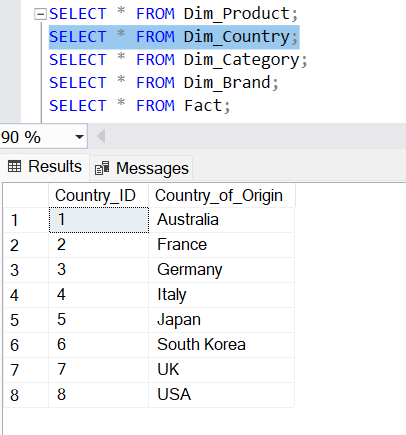 SELECT * FROM Dim_Product;
SELECT * FROM Dim_Country;
SELECT * FROM Dim_Category;
SELECT * FROM Dim_Brand;
SELECT * FROM Fact;
90 %
Results Messages
Country_ID Country_of_Origin
1 1 Australia
2 2 France
3 3 Germany
4 4 Italy
5 5 Japan
6 6 South Korea
7 7 UK
8 8 USA